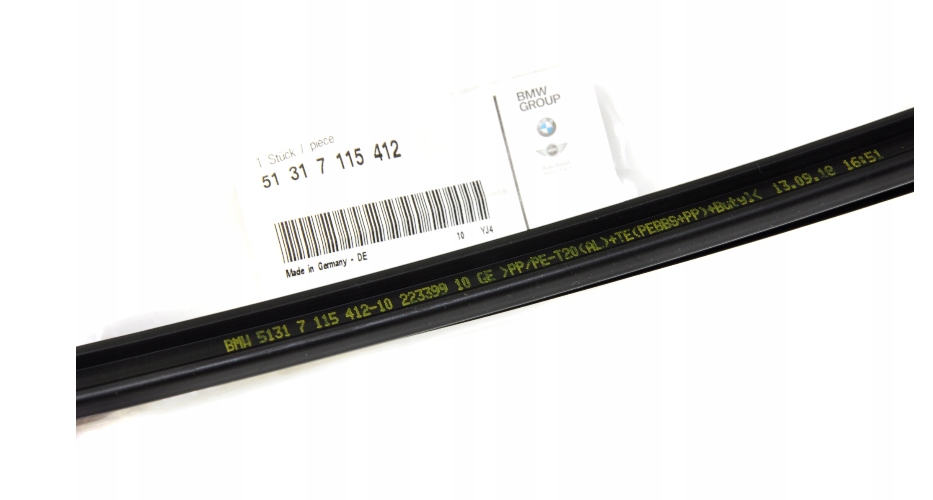 BMW
GROUP
1 Stuck / piece
51 31 7 115 412
10 YJ4
Made in Germany - DE
BMW 5131 7 115 412-10 223399 10 GE >PP/PE-T20(AL)+TE(PEBBS+PP)+Butyl< 13.09.18 16:51